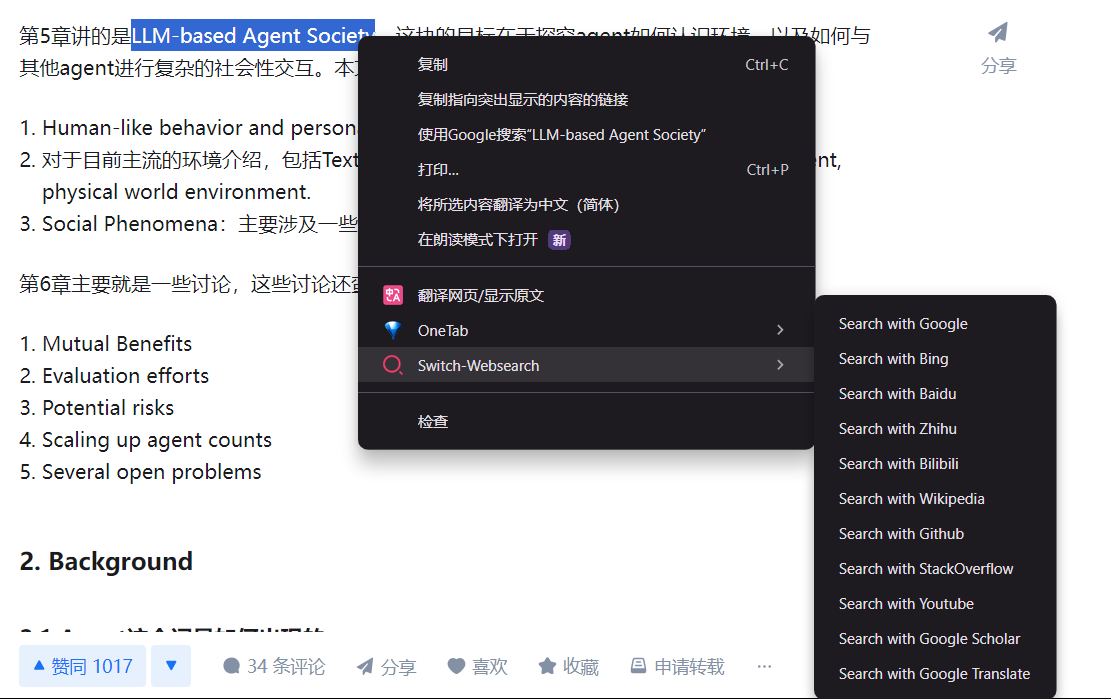 第5章讲的是LLM-based Agent Society
如何与
其他agent进行复杂的社会性交互。
分享
1. Human-like behavior and person
2. 对于目前主流的环境介绍，包括Text
physical world environment.
3. Social Phenomena：主要涉及一些
第6章主要就是一些讨论，这些讨论还
1. Mutual Benefits
2. Evaluation efforts
3. Potential risks
4. Scaling up agent counts
5. Several open problems
2. Background
赞同 1017
34 条评论
分享
喜欢
收藏
申请转载
复制 Ctrl+C
复制指向突出显示的内容的链接
使用Google搜索“LLM-based Agent Society”
打印... Ctrl+P
将所选内容翻译为中文（简体）
在朗读模式下打开 新
翻译网页/显示原文
OneTab
Switch-Websearch
检查
Search with Google
Search with Bing
Search with Baidu
Search with Zhihu
Search with Bilibili
Search with Wikipedia
Search with Github
Search with StackOverflow
Search with Youtube
Search with Google Scholar
Search with Google Translate